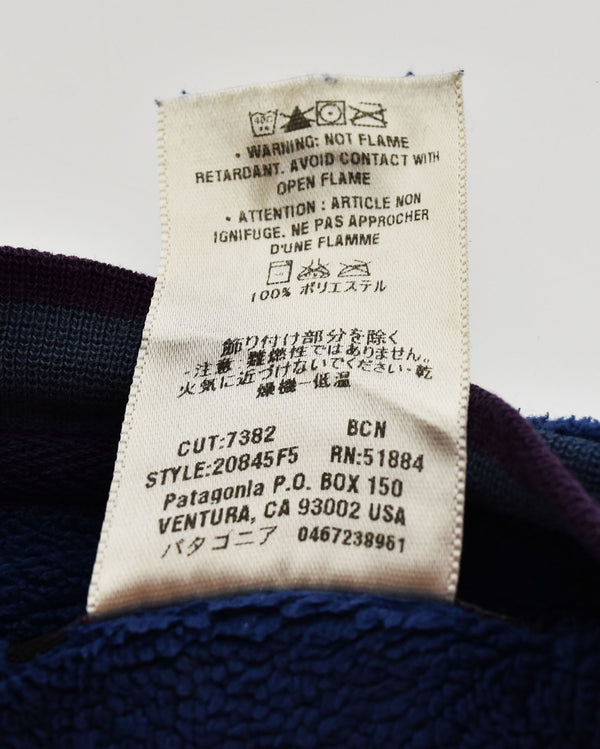 40C
• WARNING: NOT FLAME
RETARDANT. AVOID CONTACT WITH
OPEN FLAME
• ATTENTION : ARTICLE NON
IGNIFUGE. NE PAS APPROCHER
D'UNE FLAMME
100% ポリエステル
飾り付け部分を除く
・注意 難燃性ではありません。
火気に近づけないでください・乾
燥機－低温
CUT:7382 BCN
STYLE:20845F5 RN:51884
Patagonia P.O. BOX 150
VENTURA, CA 93002 USA
パタゴニア 0467238961